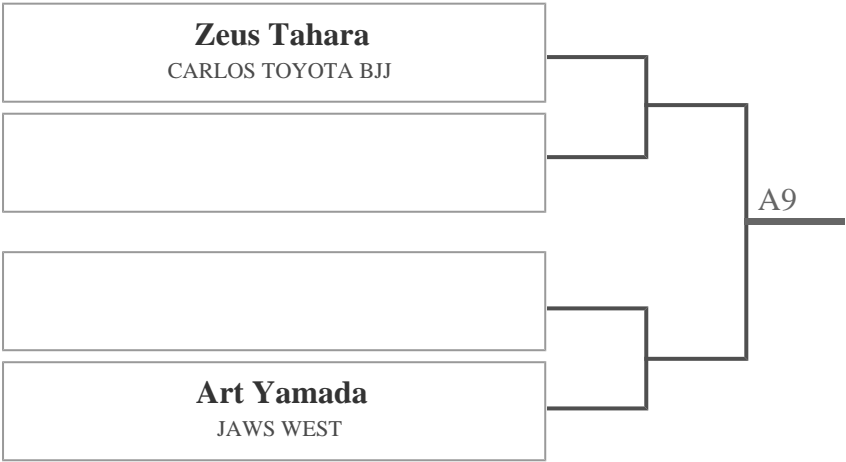 Zeus Tahara
CARLOS TOYOTA BJJ
A9
Art Yamada
JAWS WEST